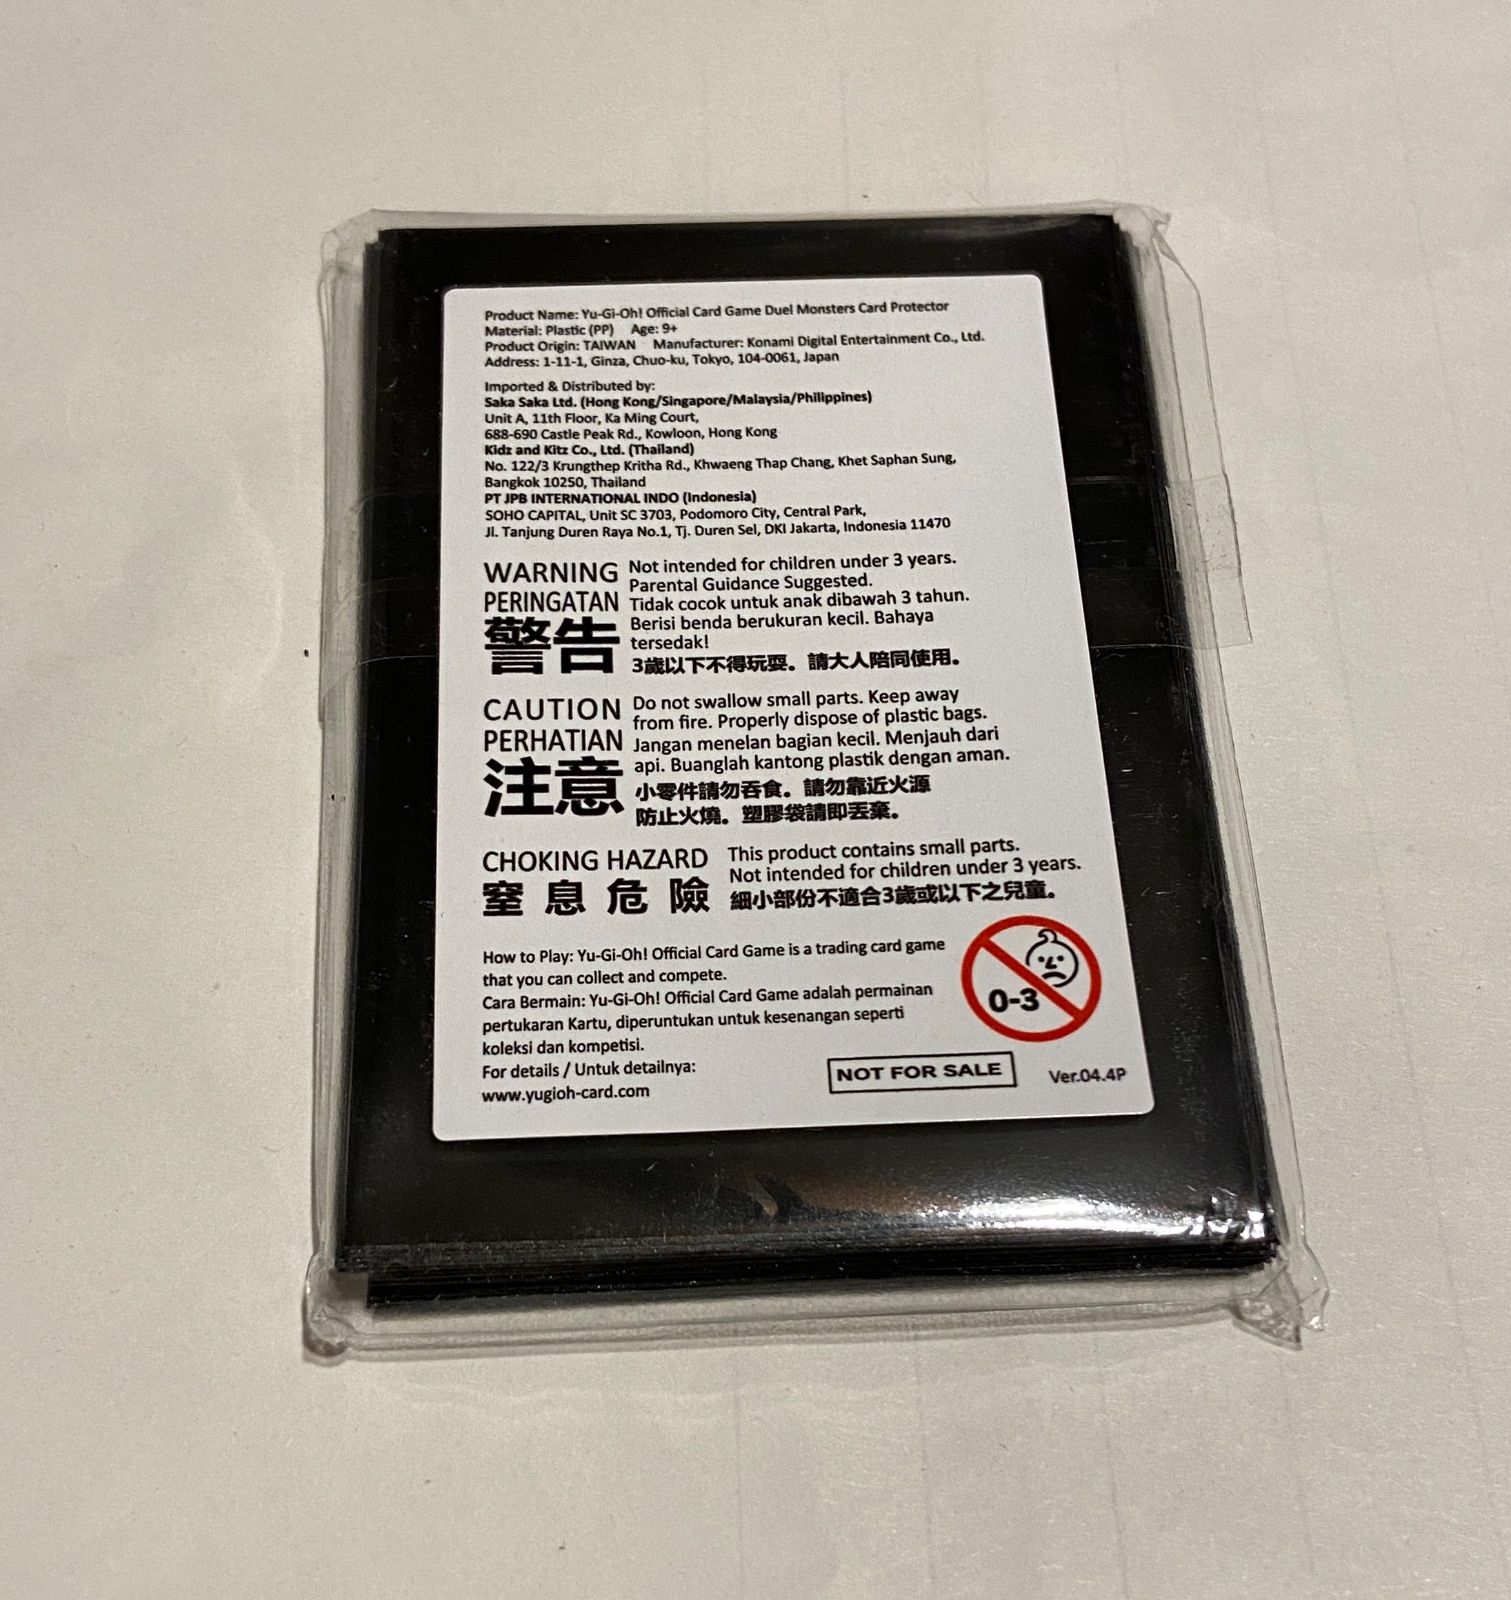 Product Name: Yu-Gi-Oh! Official Card Game Duel Monsters Card Protector
Material: Plastic (PP) Age: 9+
Product Origin: TAIWAN Manufacturer: Konami Digital Entertainment Co., Ltd.
Address: 1-11-1, Ginza, Chuo-ku, Tokyo, 104-0061, Japan
Imported & Distributed by:
Saka Saka Ltd. (Hong Kong/Singapore/Malaysia/Philippines)
Unit A, 11th Floor, Ka Ming Court,
688-690 Castle Peak Rd., Kowloon, Hong Kong
Kidz and Kitz Co., Ltd. (Thailand)
No. 122/3 Krungthep Kritha Rd., Khwaeng Thap Chang, Khet Saphan Sung,
Bangkok 10250, Thailand
PT JPB INTERNATIONAL INDO (Indonesia)
SOHO CAPITAL, Unit SC 3703, Podomoro City, Central Park,
Jl. Tanjung Duren Raya No.1, Tj. Duren Sel, DKI Jakarta, Indonesia 11470
WARNING
PERINGATAN
警告
Not intended for children under 3 years.
Parental Guidance Suggested.
Tidak cocok untuk anak dibawah 3 tahun.
Berisi benda berukuran kecil. Bahaya
tersedak!
3歲以下不得玩耍。請大人陪同使用。
CAUTION
PERHATIAN
注意
Do not swallow small parts. Keep away
from fire. Properly dispose of plastic bags.
Jangan menelan bagian kecil. Menjauh dari
api. Buanglah kantong plastik dengan aman.
小零件請勿吞食。請勿靠近火源
防止火燒。塑膠袋請即丟棄。
CHOKING HAZARD
窒息危險
This product contains small parts.
Not intended for children under 3 years.
細小部份不適合3歲或以下之兒童。
How to Play: Yu-Gi-Oh! Official Card Game is a trading card game
that you can collect and compete.
Cara Bermain: Yu-Gi-Oh! Official Card Game adalah permainan
pertukaran Kartu, diperuntukan untuk kesenangan seperti
koleksi dan kompetisi.
For details / Untuk detailnya:
www.yugioh-card.com
0-3
NOT FOR SALE
Ver.04.4P